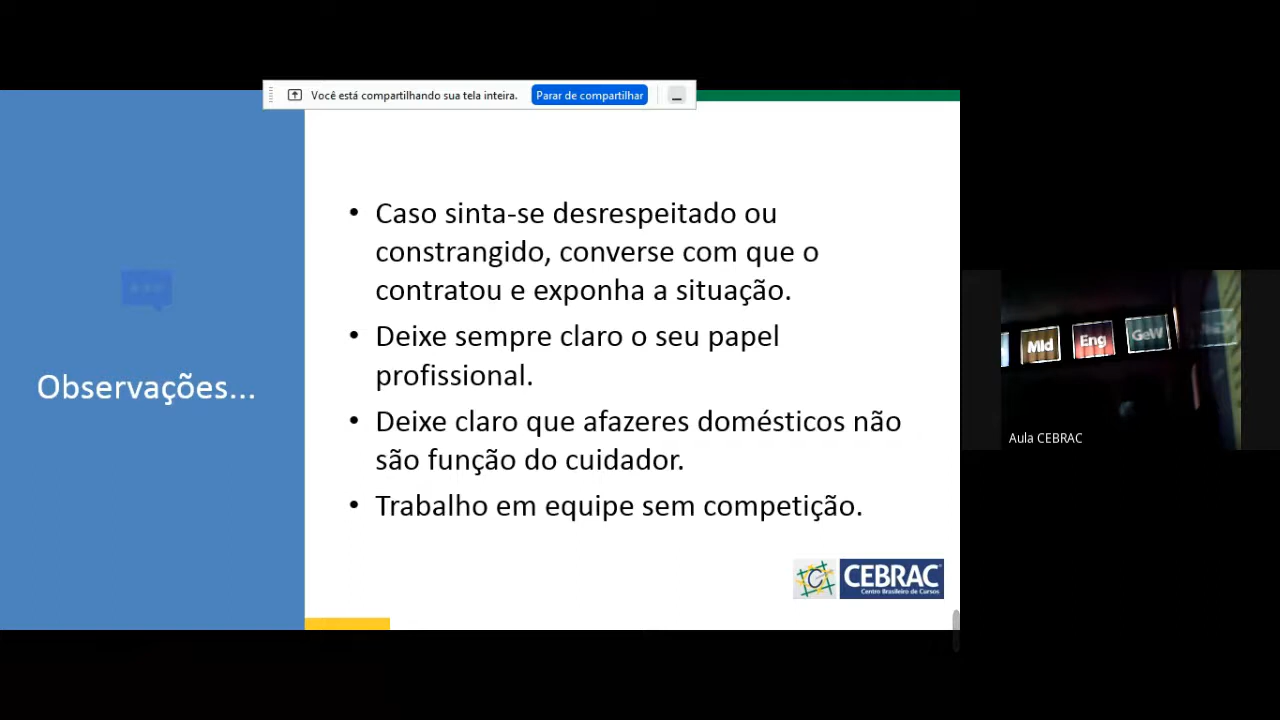 Você está compartilhando sua tela inteira. Parar de compartilhar
Observações...
• Caso sinta-se desrespeitado ou
constrangido, converse com que o
contratou e exponha a situação.
• Deixe sempre claro o seu papel
profissional.
• Deixe claro que afazeres domésticos não
são função do cuidador.
• Trabalho em equipe sem competição.
CEBRAC
Centro Brasileiro de Cursos
Mld Eng GeW
Aula CEBRAC